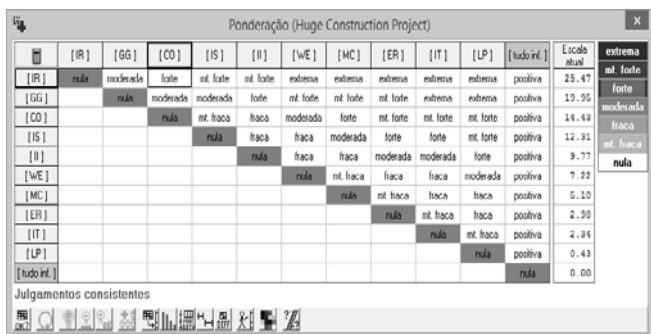 Ponderação (Huge Construction Project) X
[IR] [GG] [CO] [IS] [II] [WE] [MC] [ER] [IT] [LP] [tudo inf.] Escala atual
[IR] nula moderada forte mt. forte mt. forte extrema extrema extrema extrema extrema positiva 25.47
[GG] nula moderada moderada forte mt. forte mt. forte mt. forte extrema extrema positiva 19.95
[CO] nula mt. fraca fraca moderada forte mt. forte mt. forte mt. forte positiva 14.43
[IS] nula fraca fraca moderada forte forte mt. forte positiva 12.31
[II] nula fraca fraca moderada moderada forte positiva 9.77
[WE] nula mt. fraca fraca fraca moderada positiva 7.22
[MC] nula mt. fraca fraca fraca positiva 5.10
[ER] nula mt. fraca fraca positiva
[IT] nula mt. fraca positiva 2.34
[LP] nula positiva 0.43
[tudo inf.] nula 0.00
extrema
mt. forte
forte
moderada
fraca
mt. fraca
nula
Julgamentos consistentes
OK?